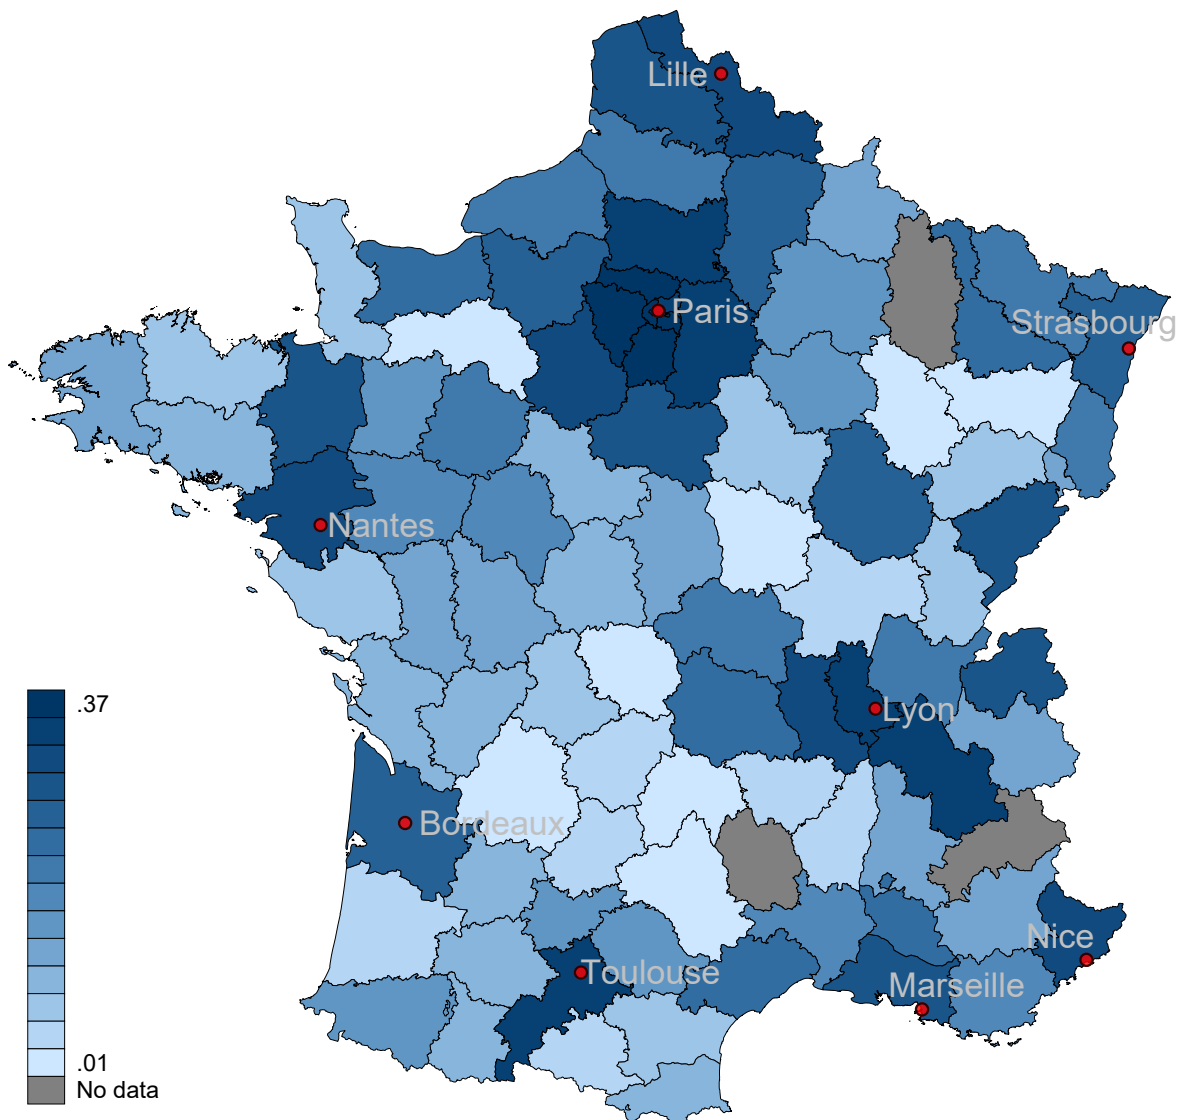 Lille
Paris
Strasbourg
Nantes
.37
Lyon
Bordeaux
Nice
Toulouse
Marseille
.01
No data